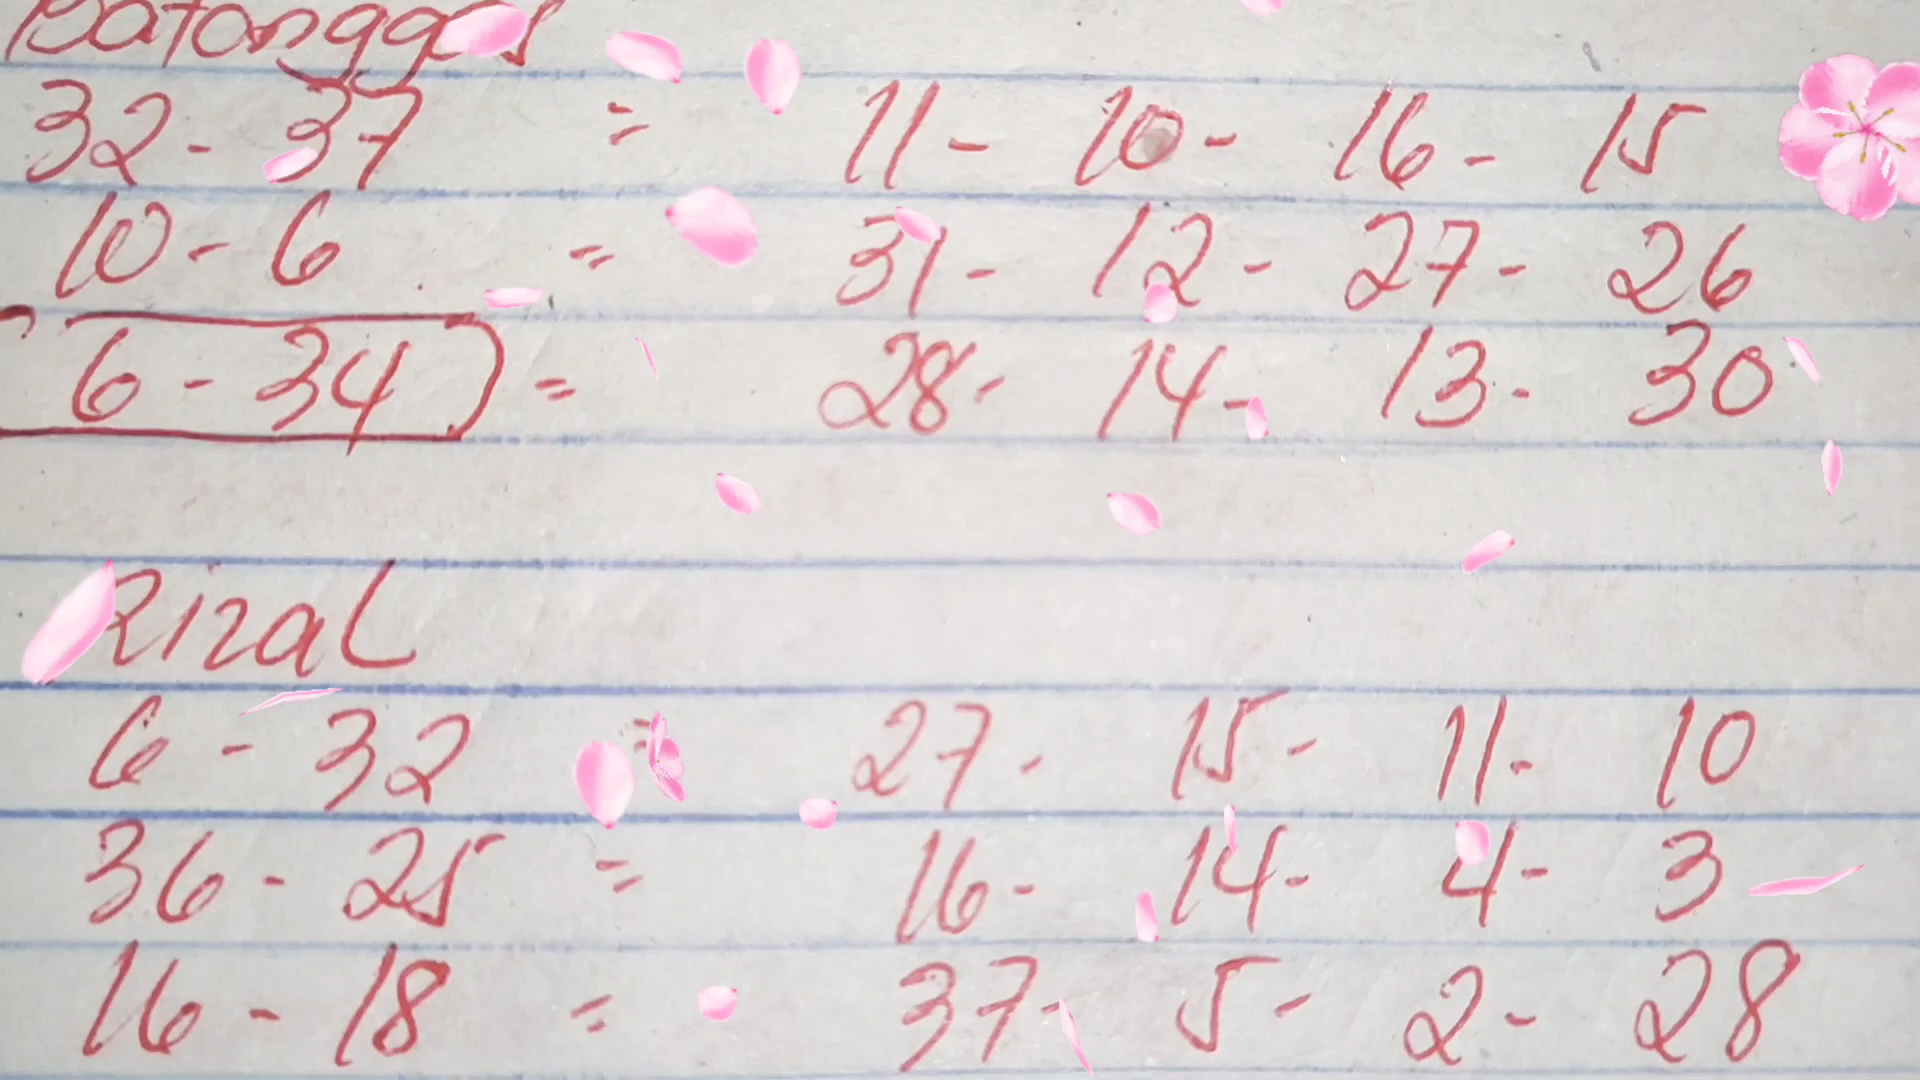 Batanggas
32 - 37 = 11 - 10 - 16 - 15
10 - 6 = 31 - 12 - 27 - 26
6 - 34 = 28 - 14 - 13 - 30
Rizal
6 - 32 = 27 - 15 - 11 - 10
36 - 25 = 16 - 14 - 4 - 3
16 - 18 = 37 - 5 - 2 - 28